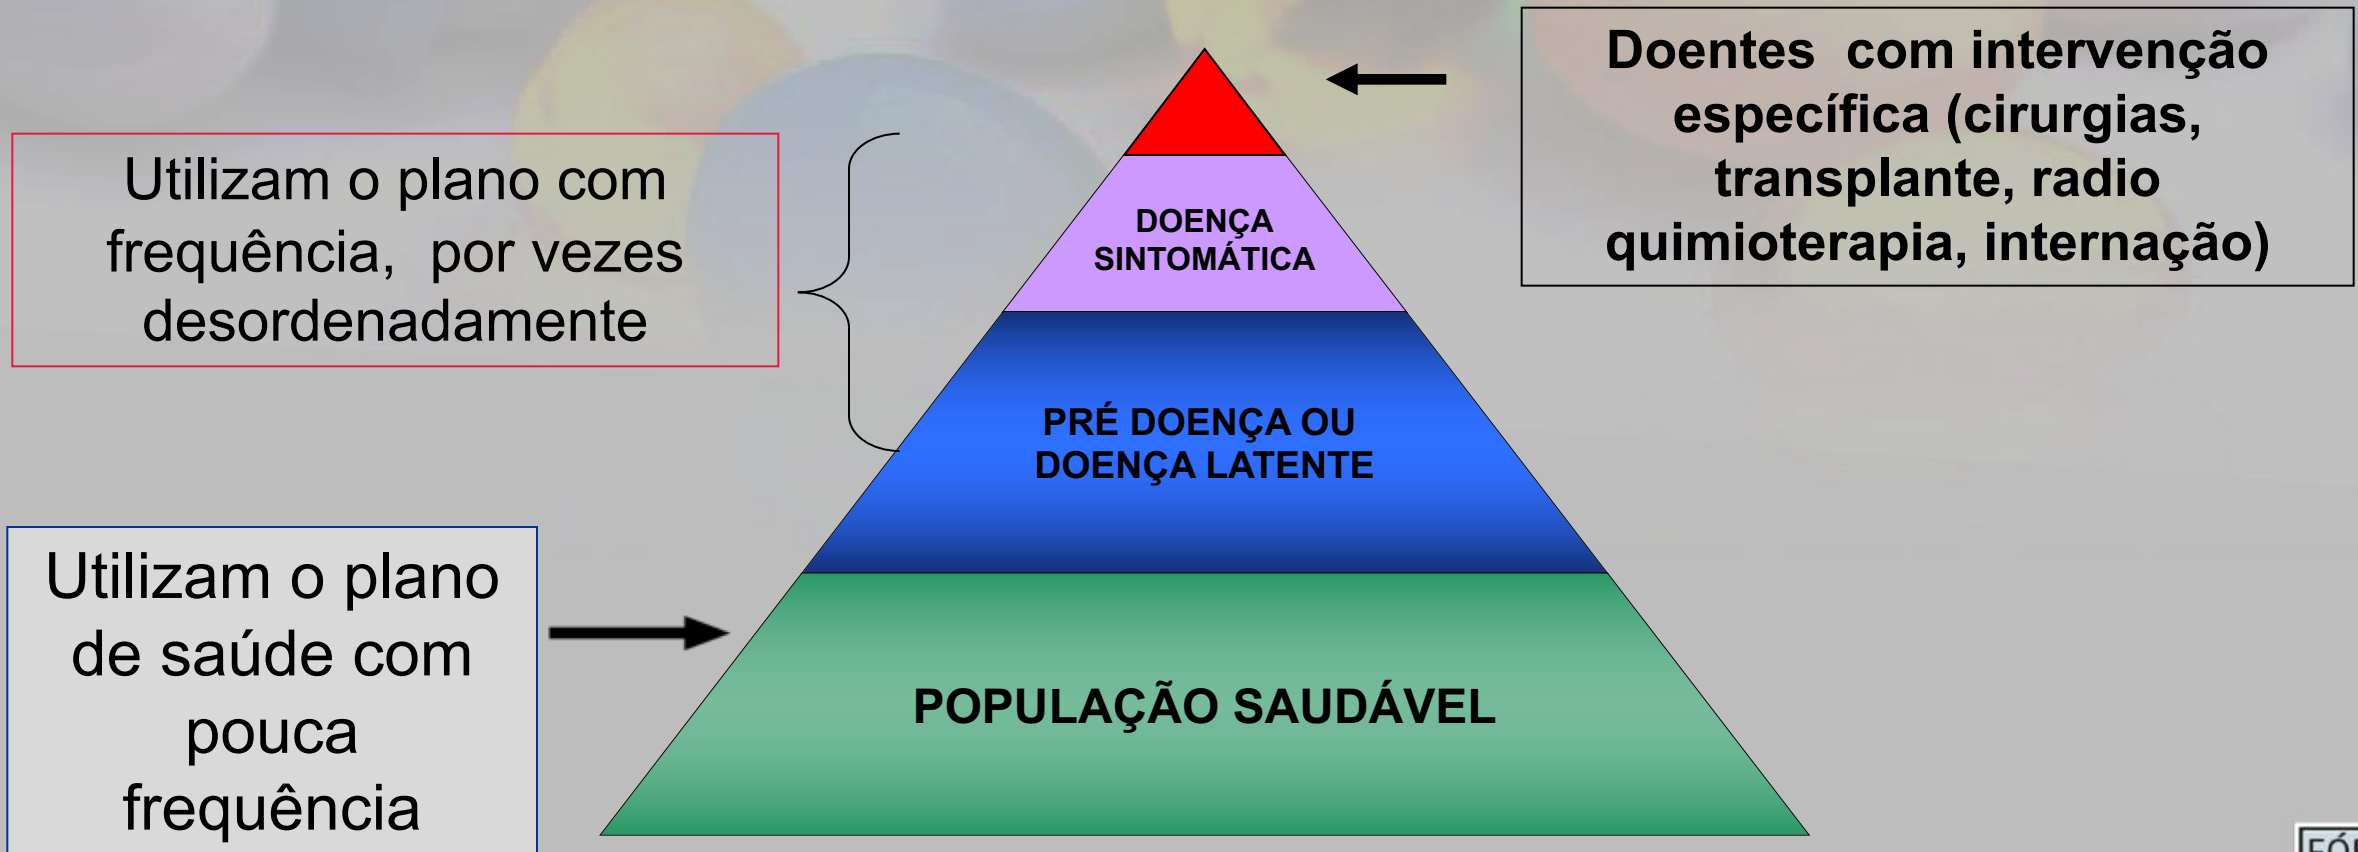 Doentes com intervenção
específica (cirurgias,
transplante, radio
quimioterapia, internação)
Utilizam o plano com
frequência, por vezes
desordenadamente
DOENÇA
SINTOMÁTICA
PRÉ DOENÇA OU
DOENÇA LATENTE
Utilizam o plano
de saúde com
pouca
frequência
POPULAÇÃO SAUDÁVEL